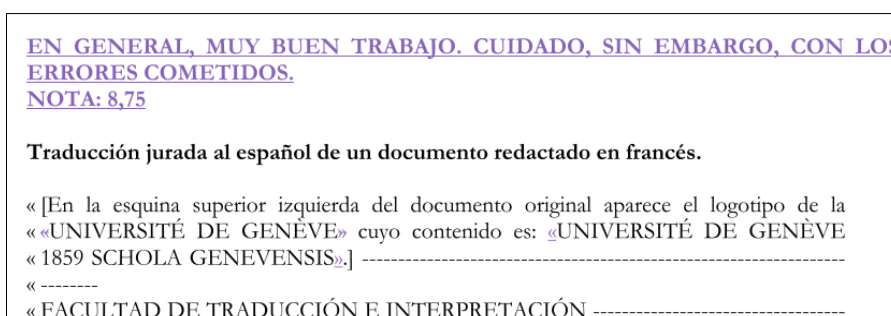 EN GENERAL, MUY BUEN TRABAJO. CUIDADO, SIN EMBARGO, CON LOS
ERRORES COMETIDOS.
NOTA: 8,75
Traducción jurada al español de un documento redactado en francés.
« [En la esquina superior izquierda del documento original aparece el logotipo de la
« «UNIVERSITÉ DE GENÈVE» cuyo contenido es: «UNIVERSITÉ DE GENÈVE
« 1859 SCHOLA GENEVENSIS».] -------------------------------------------------------------------
« --------
« FACULTAD DE TRADUCCIÓN E INTERPRETACIÓN -----------------------------------